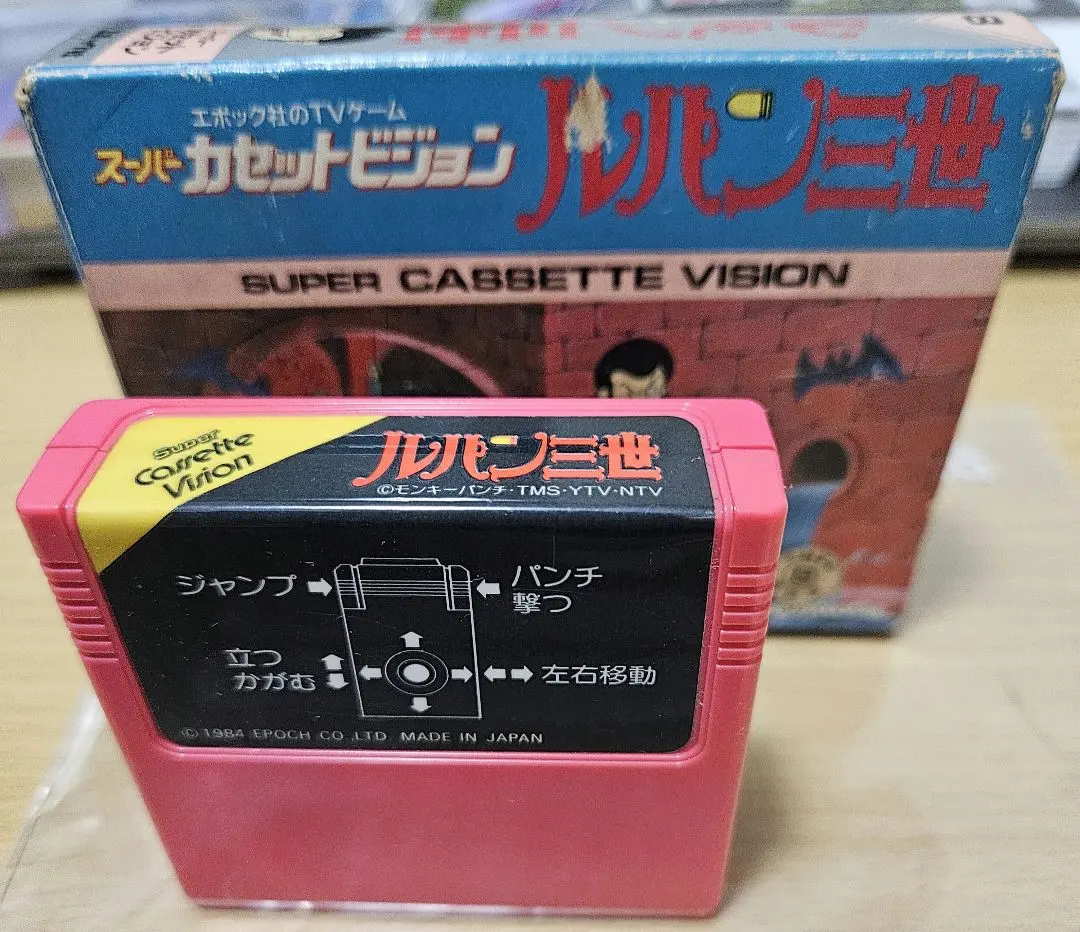 エポック社のTVゲーム
スーパー カセットビジョン
ルパン三世
SUPER CASSETTE VISION
Super
Cassette
Vision
ルパン三世
©モンキーパンチ・TMS・YTV・NTV
ジャンプ
パンチ
撃つ
立つ
かがむ
左右移動
© 1984 EPOCH CO.,LTD. MADE IN JAPAN